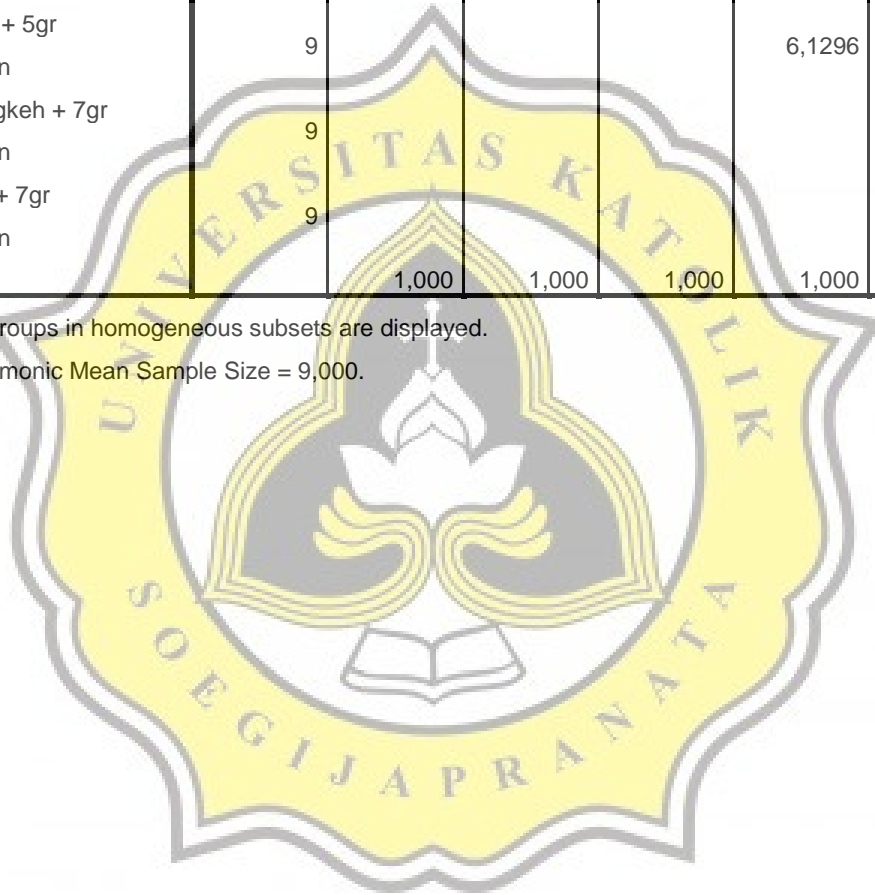 + 5gr
9 6,1296
n
gkeh + 7gr
9
n
+ 7gr
9
n
1,000 1,000 1,000 1,000
roups in homogeneous subsets are displayed.
monic Mean Sample Size = 9,000.
UNIVERSITAS KATOLIK
SOEGIJAPRANATA